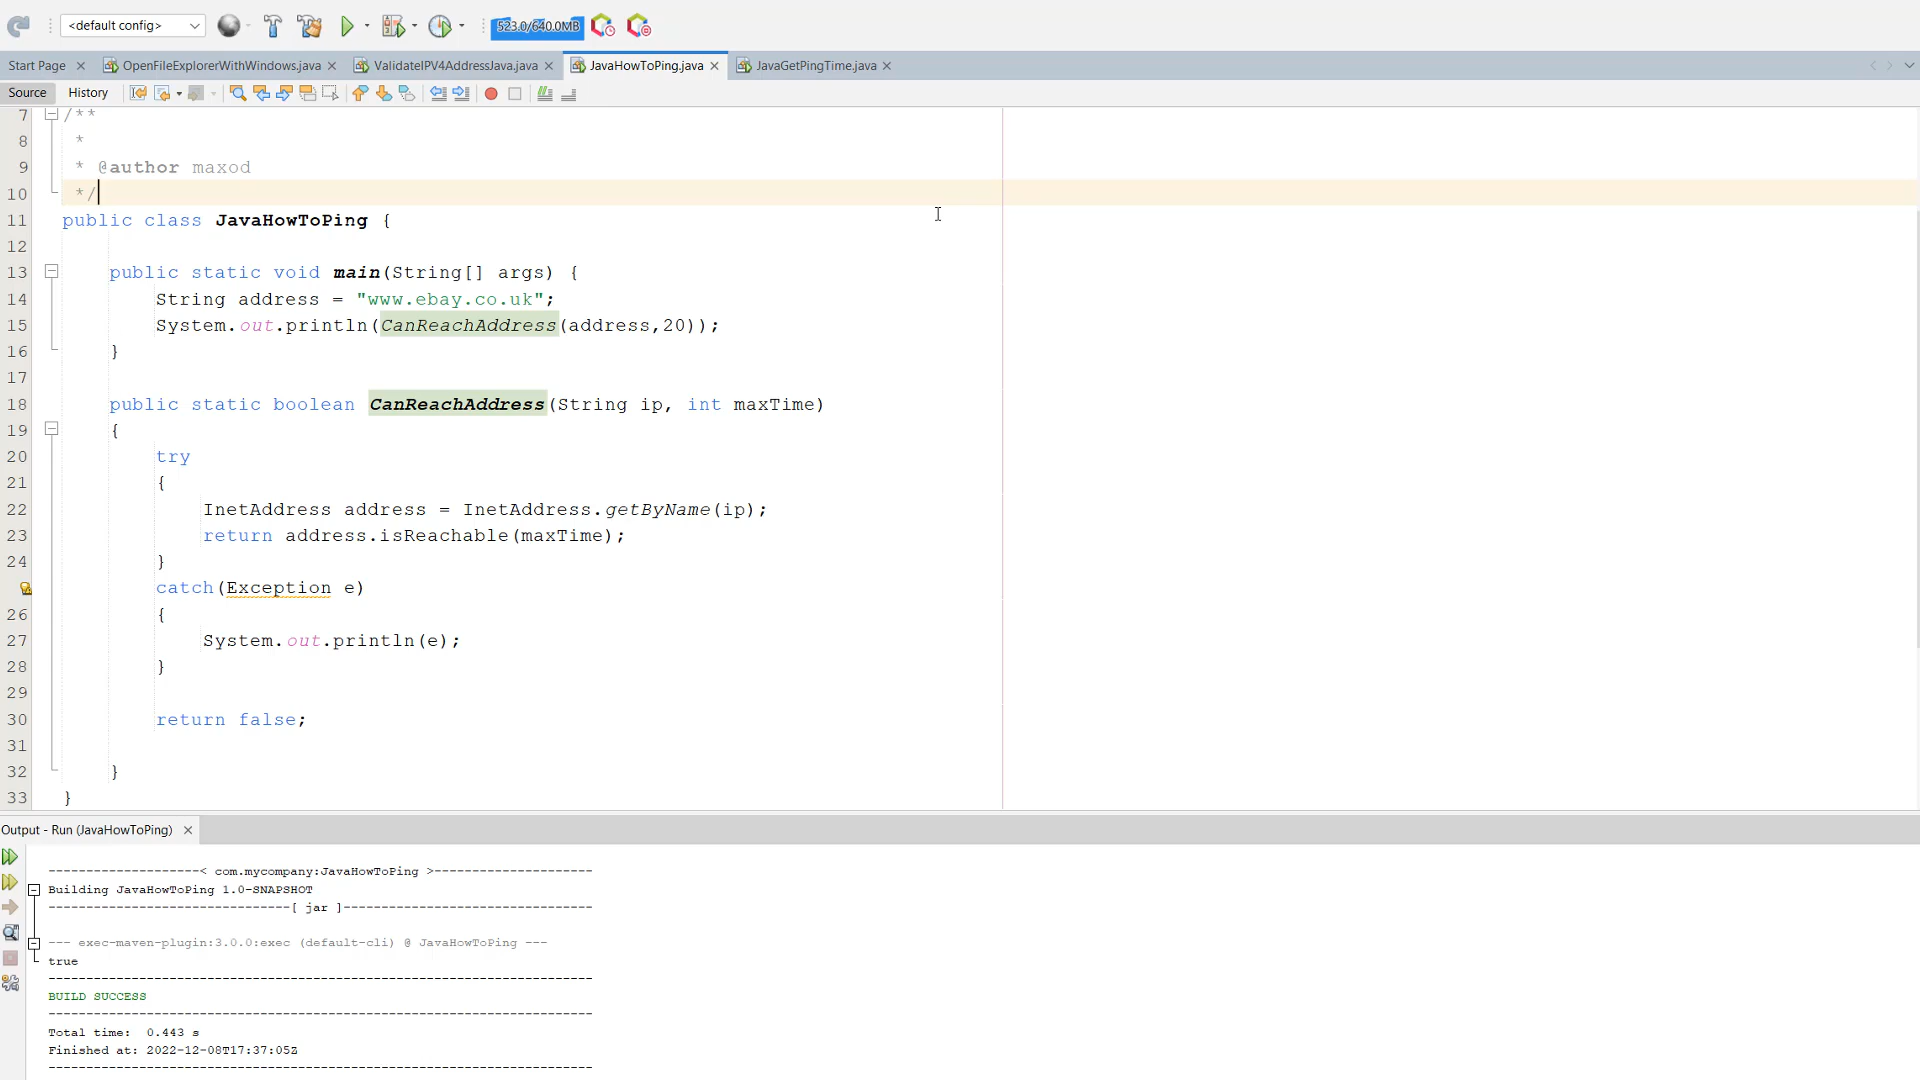 <default config>
523.0/640.0MB
Start Page
OpenFileExplorerWithWindows.java
ValidateIPV4AddressJava.java
JavaHowToPing.java
JavaGetPingTime.java
Source
History
7 /**
8 *
9 * @author maxod
10 */
11 public class JavaHowToPing {
12
13 public static void main(String[] args) {
14 String address = "www.ebay.co.uk";
15 System.out.println(CanReachAddress(address,20));
16 }
17
18 public static boolean CanReachAddress(String ip, int maxTime)
19 {
20 try
21 {
22 InetAddress address = InetAddress.getByName(ip);
23 return address.isReachable(maxTime);
24 }
catch(Exception e)
26 {
27 System.out.println(e);
28 }
29
30 return false;
31
32 }
33 }
Output - Run (JavaHowToPing)
--------------------< com.mycompany:JavaHowToPing >---------------------
Building JavaHowToPing 1.0-SNAPSHOT
--------------------------------[ jar ]---------------------------------
--- exec-maven-plugin:3.0.0:exec (default-cli) @ JavaHowToPing ---
true
------------------------------------------------------------------------
BUILD SUCCESS
------------------------------------------------------------------------
Total time:  0.443 s
Finished at: 2022-12-08T17:37:05Z
------------------------------------------------------------------------